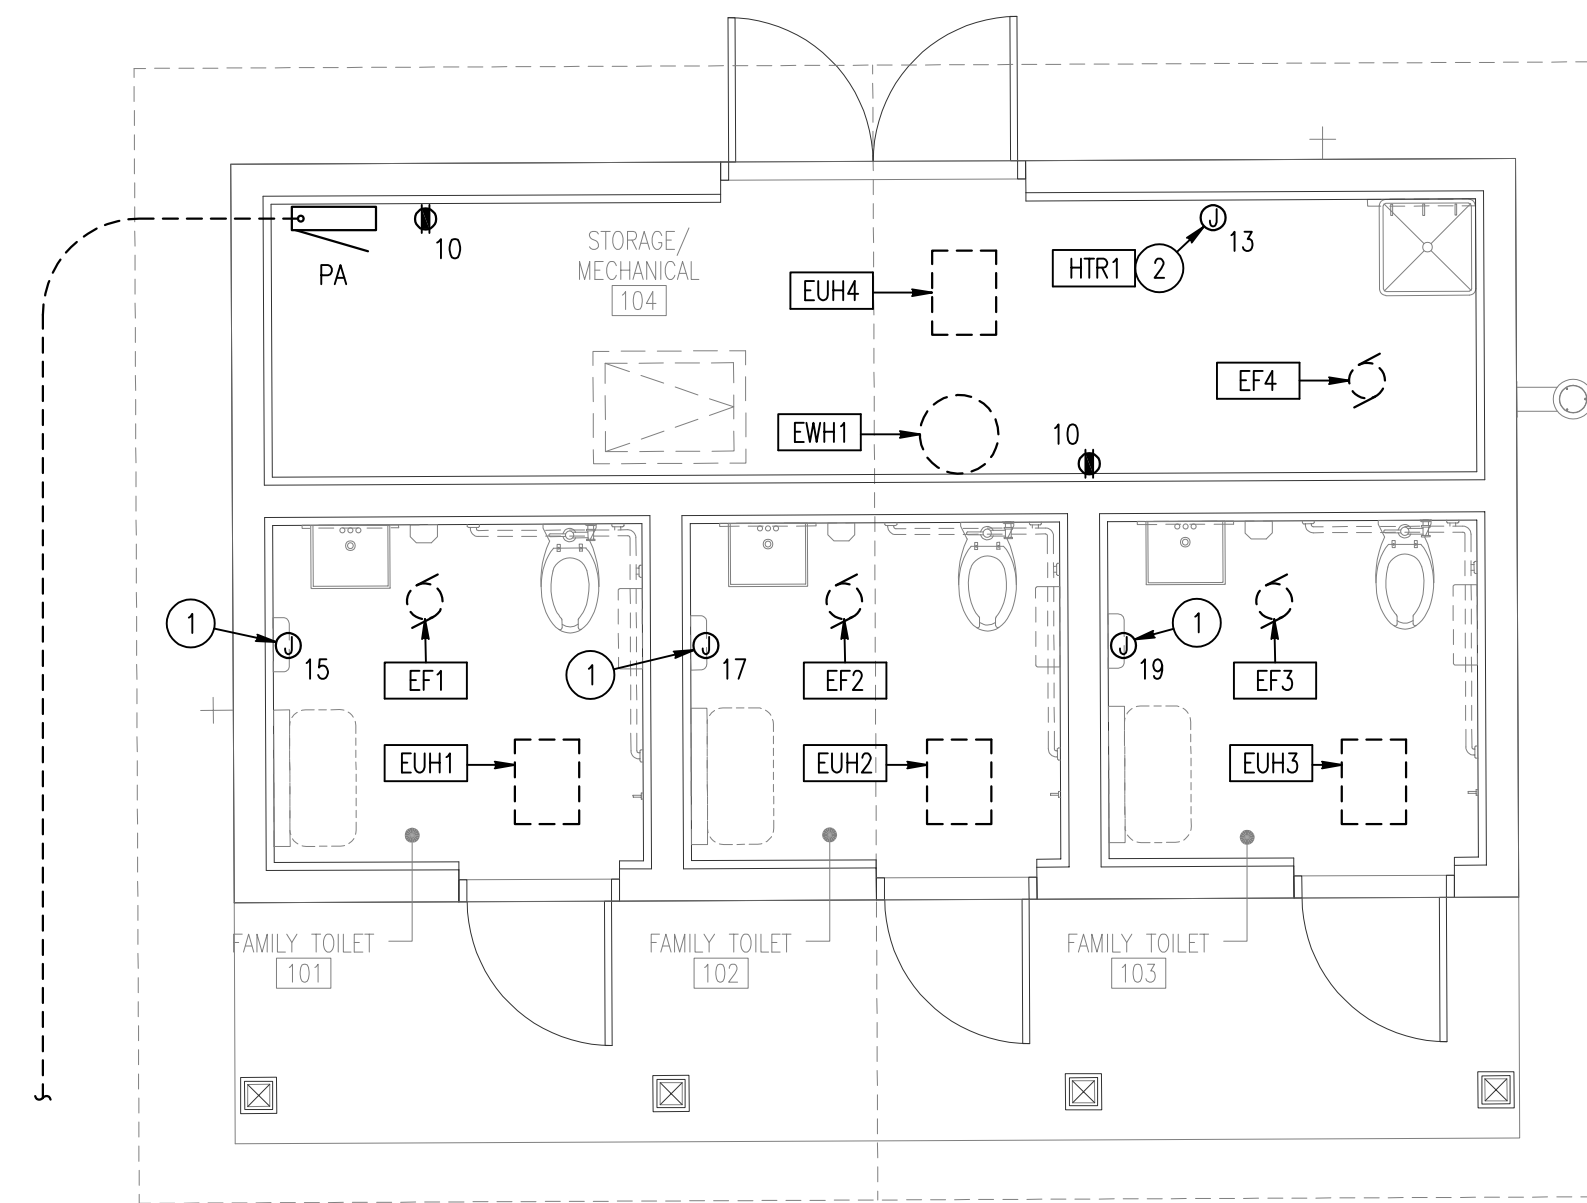 STORAGE/
MECHANICAL
104
PA
10
EUH4
HTR1
2
J
13
EF4
EWH1
10
1
J
15
EF1
EUH1
1
J
17
EF2
EUH2
J
1
19
EF3
EUH3
FAMILY TOILET
101
FAMILY TOILET
102
FAMILY TOILET
103